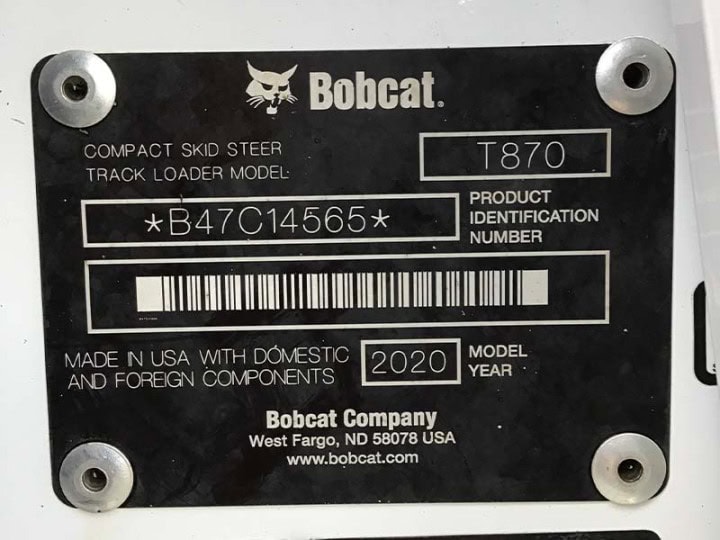 Bobcat.
COMPACT SKID STEER
TRACK LOADER MODEL:
T870
*B47C14565*
PRODUCT
IDENTIFICATION
NUMBER
MADE IN USA WITH DOMESTIC
AND FOREIGN COMPONENTS
2020
MODEL
YEAR
Bobcat Company
West Fargo, ND 58078 USA
www.bobcat.com